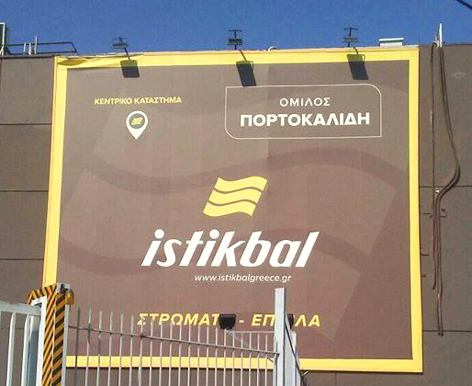 ΚΕΝΤΡΙΚΟ ΚΑΤΑΣΤΗΜΑ
ΟΜΙΛΟΣ
ΠΟΡΤΟΚΑΛΙΔΗ
istikbal
www.istikbalgreece.gr
ΣΤΡΩΜΑΤΑ - ΕΠΙΠΛΑ